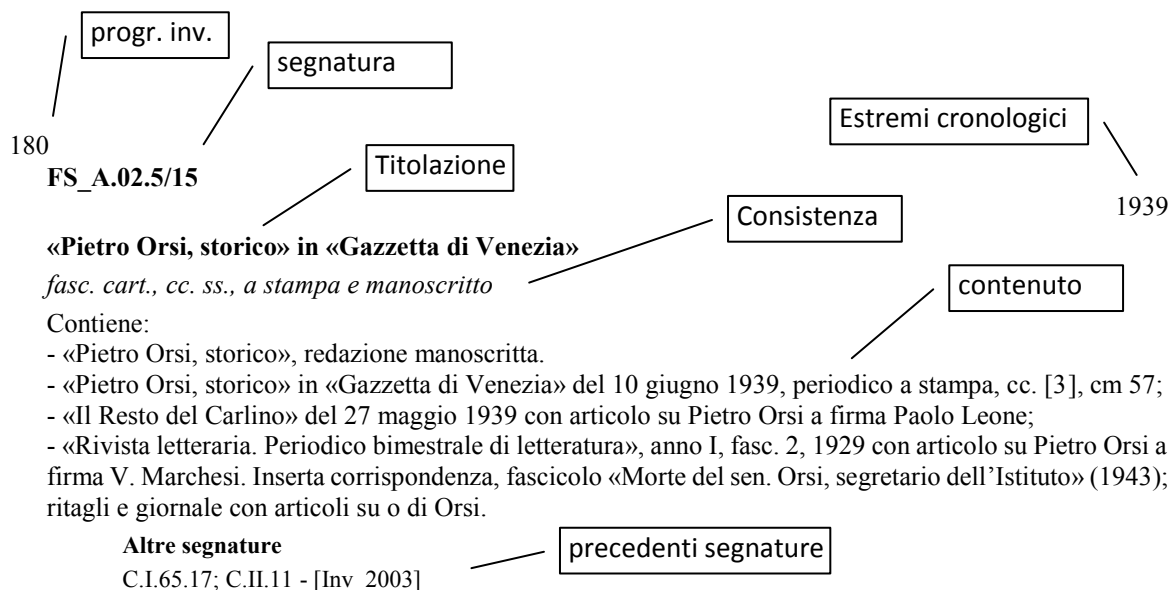 progr. inv.
segnatura
Estremi cronologici
180
FS_A.02.5/15
Titolazione
1939
Consistenza
«Pietro Orsi, storico» in «Gazzetta di Venezia»
fasc. cart., cc. ss., a stampa e manoscritto
contenuto
Contiene:
- «Pietro Orsi, storico», redazione manoscritta.
- «Pietro Orsi, storico» in «Gazzetta di Venezia» del 10 giugno 1939, periodico a stampa, cc. [3], cm 57;
- «Il Resto del Carlino» del 27 maggio 1939 con articolo su Pietro Orsi a firma Paolo Leone;
- «Rivista letteraria. Periodico bimestrale di letteratura», anno I, fasc. 2, 1929 con articolo su Pietro Orsi a
firma V. Marchesi. Inserta corrispondenza, fascicolo «Morte del sen. Orsi, segretario dell'Istituto» (1943);
ritagli e giornale con articoli su o di Orsi.
Altre segnature
precedenti segnature
C.I.65.17; C.II.11 - [Inv 2003]